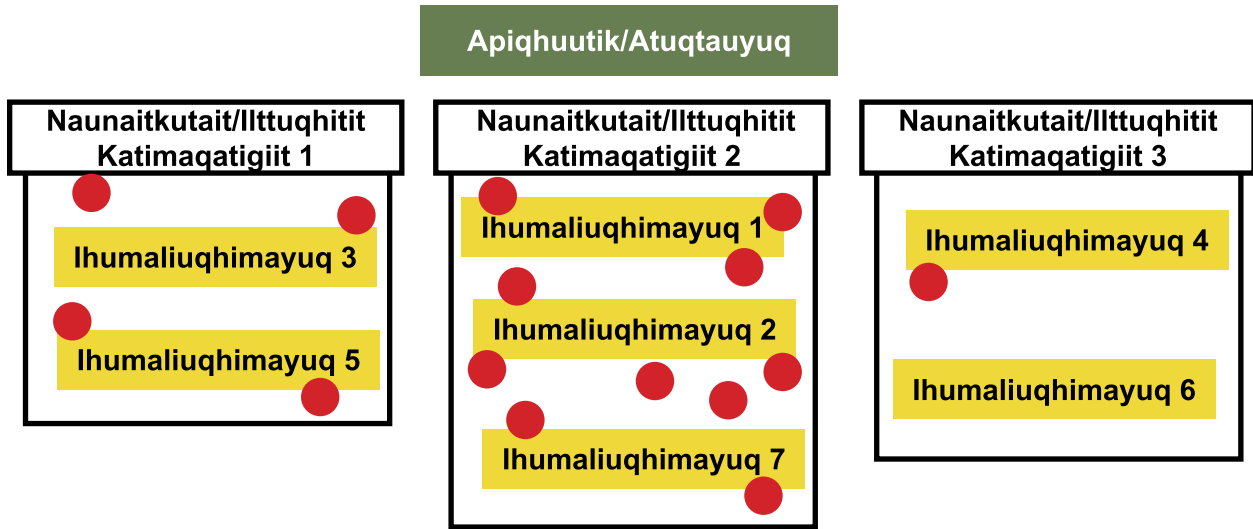 Apiqhuutik/Atuqtauyuq
Naunaitkutait/Ilttuqhitit
Katimaqatigiit 1
Ihumaliuqhimayuq 3
Ihumaliuqhimayuq 5
Naunaitkutait/Ilttuqhitit
Katimaqatigiit 2
Ihumaliuqhimayuq 1
Ihumaliuqhimayuq 2
Ihumaliuqhimayuq 7
Naunaitkutait/Ilttuqhitit
Katimaqatigiit 3
Ihumaliuqhimayuq 4
Ihumaliuqhimayuq 6